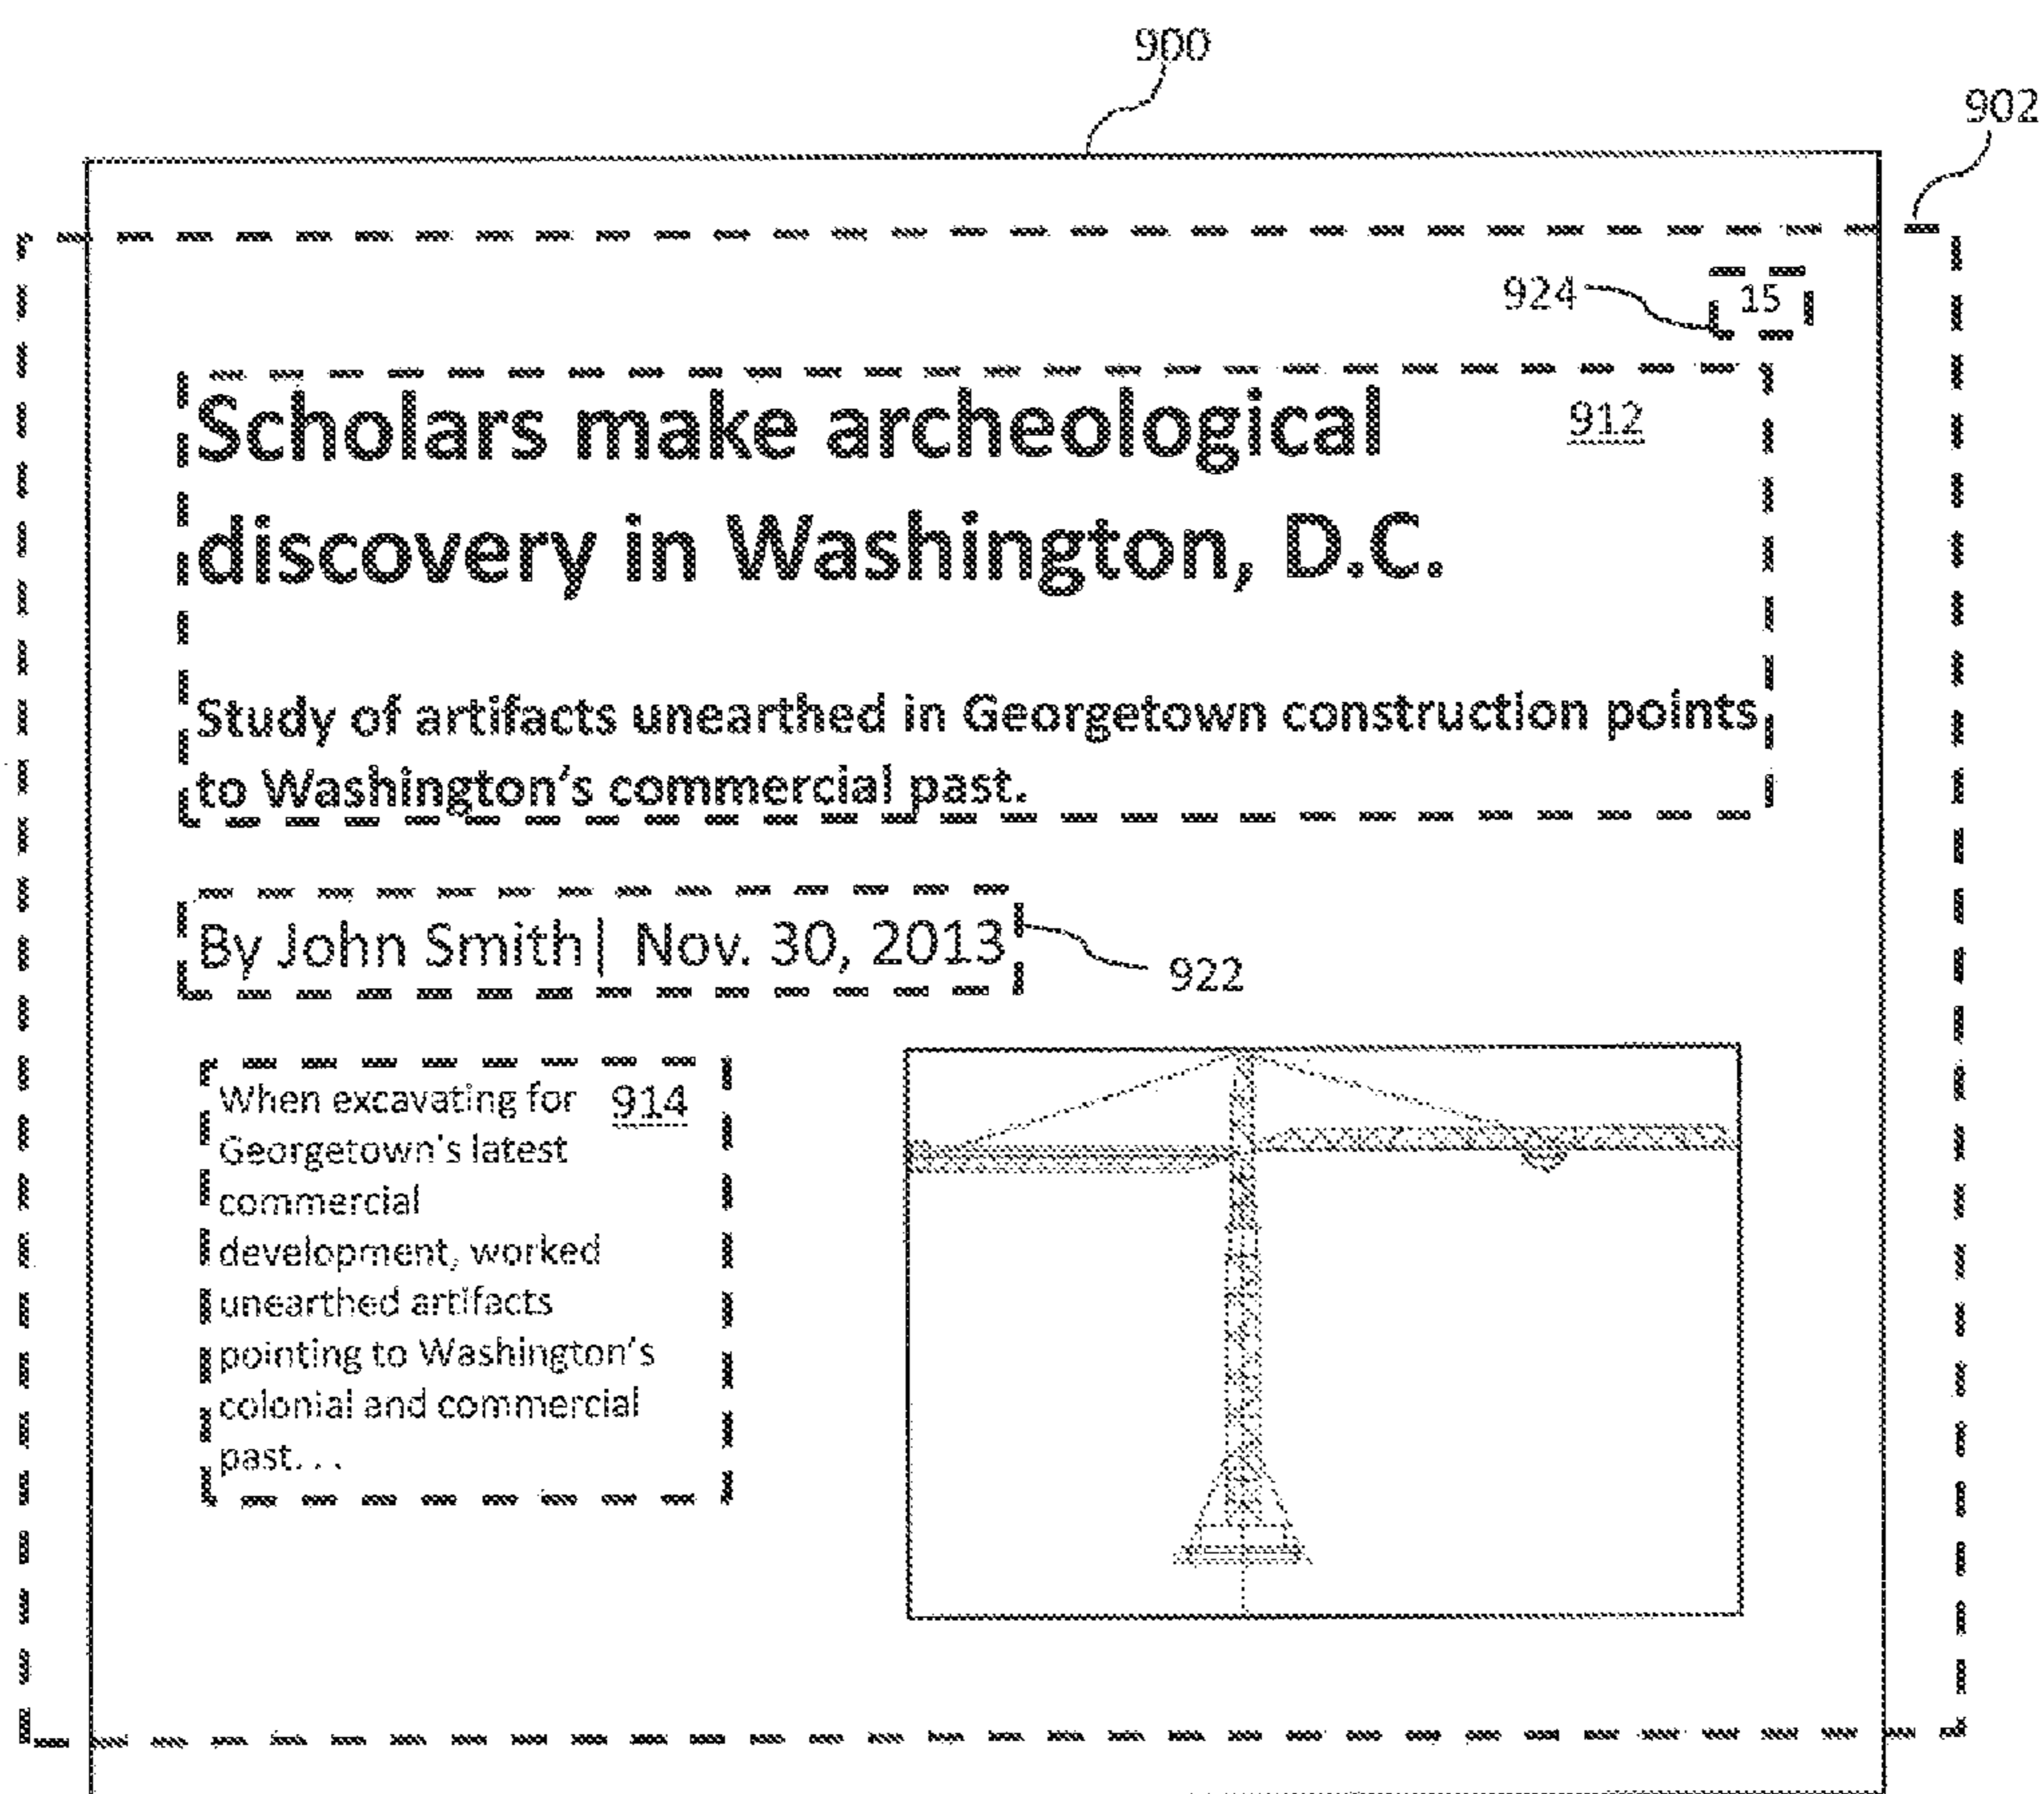 900
902
924 15
Scholars make archeological 912
discovery in Washington, D.C.
Study of artifacts unearthed in Georgetown construction points
to Washington's commercial past.
By John Smith| Nov. 30, 2013
922
When excavating for 914
Georgetown's latest
commercial
development, worked
unearthed artifacts
pointing to Washington's
colonial and commercial
past. . .